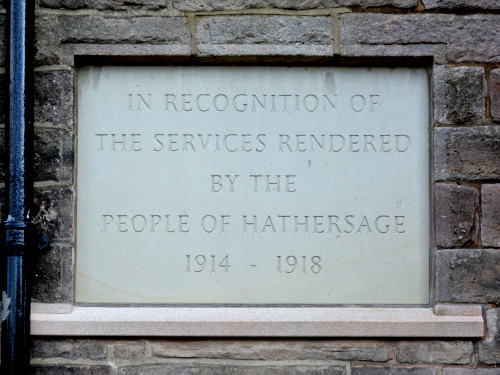 IN RECOGNITION OF
THE SERVICES RENDERED
BY THE
PEOPLE OF HATHERSAGE
1914 - 1918